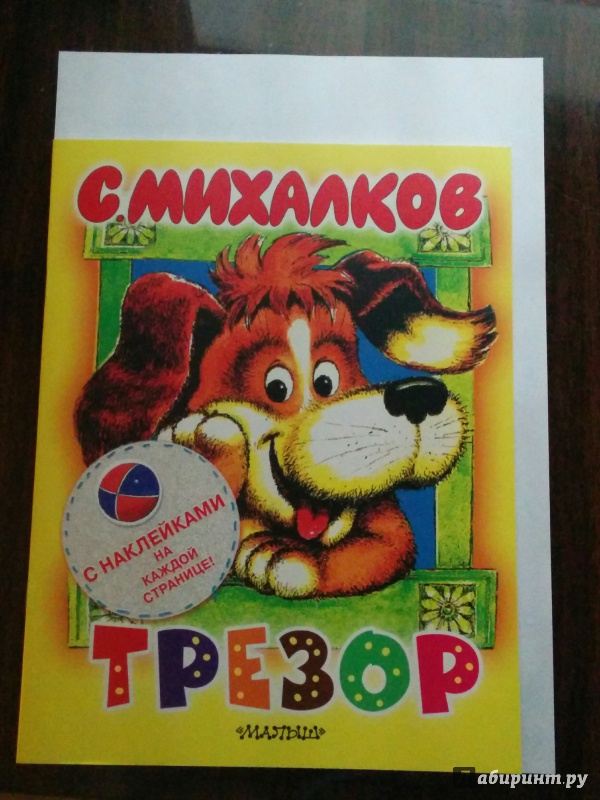 С. МИХАЛКОВ
С НАКЛЕЙКАМИ
НА
КАЖДОЙ
СТРАНИЦЕ!
ТРЕЗОР
«МАЛЫШ»
Лабиринт.ру